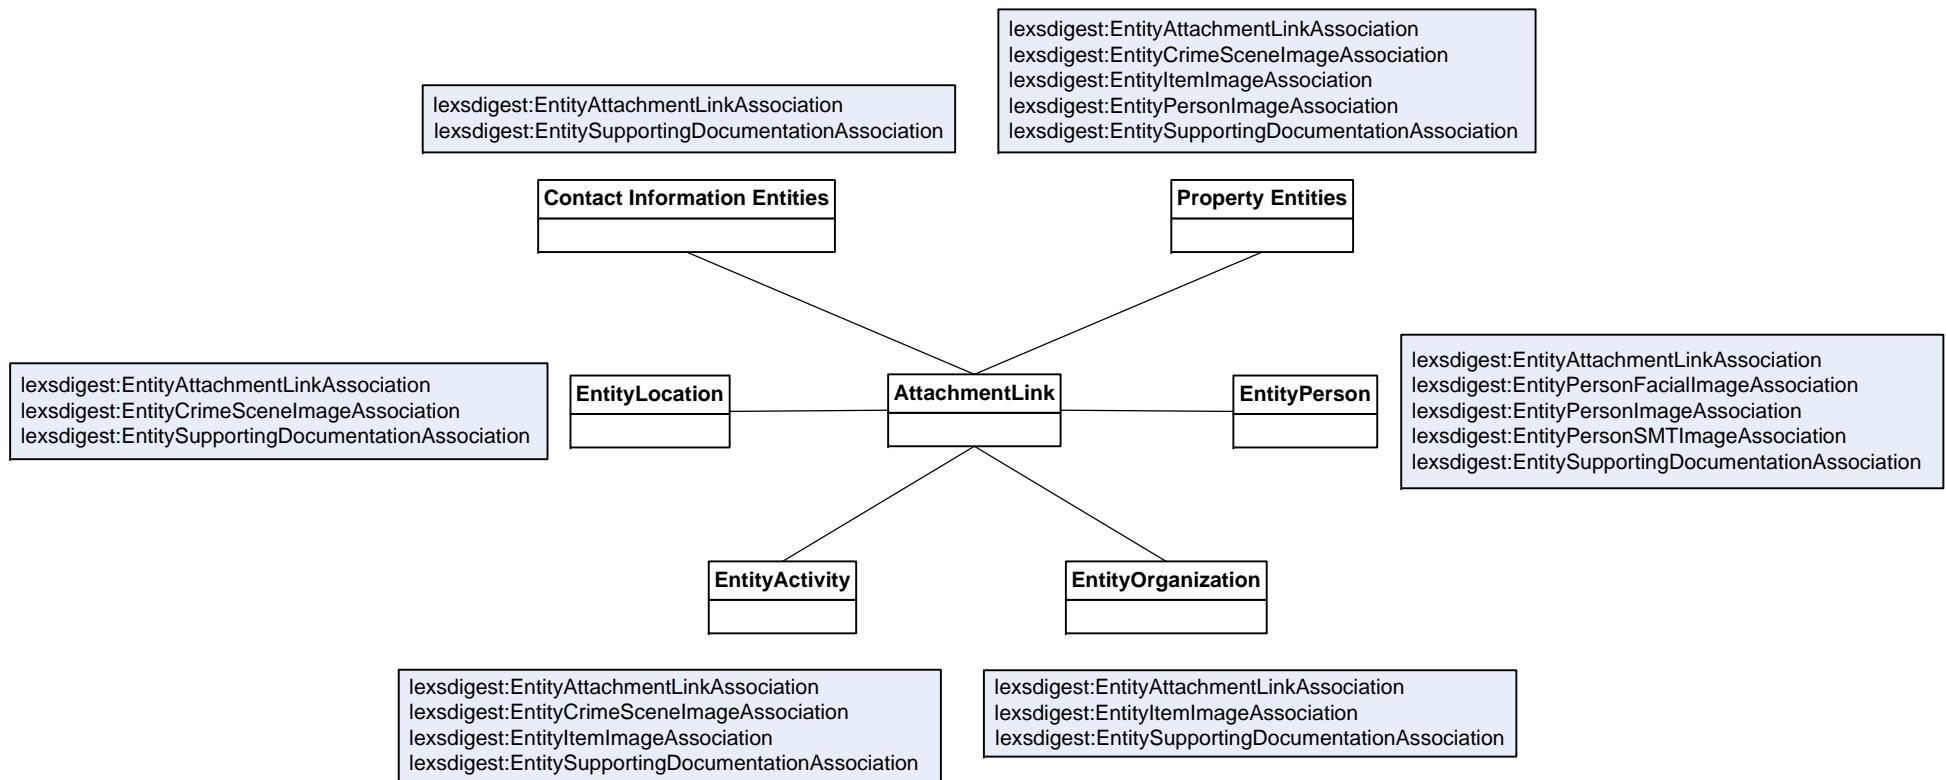 lexsdigest:EntityAttachmentLinkAssociation
lexsdigest:EntityCrimeSceneImageAssociation
lexsdigest:EntityItemImageAssociation
lexsdigest:EntityPersonImageAssociation
lexsdigest:EntitySupportingDocumentationAssociation
lexsdigest:EntityAttachmentLinkAssociation
lexsdigest:EntitySupportingDocumentationAssociation
Contact Information Entities
Property Entities
lexsdigest:EntityAttachmentLinkAssociation
lexsdigest:EntityCrimeSceneImageAssociation
lexsdigest:EntitySupportingDocumentationAssociation
EntityLocation
AttachmentLink
EntityPerson
lexsdigest:EntityAttachmentLinkAssociation
lexsdigest:EntityPersonFacialImageAssociation
lexsdigest:EntityPersonImageAssociation
lexsdigest:EntityPersonSMTImageAssociation
lexsdigest:EntitySupportingDocumentationAssociation
EntityActivity
EntityOrganization
lexsdigest:EntityAttachmentLinkAssociation
lexsdigest:EntityCrimeSceneImageAssociation
lexsdigest:EntityItemImageAssociation
lexsdigest:EntitySupportingDocumentationAssociation
lexsdigest:EntityAttachmentLinkAssociation
lexsdigest:EntityItemImageAssociation
lexsdigest:EntitySupportingDocumentationAssociation